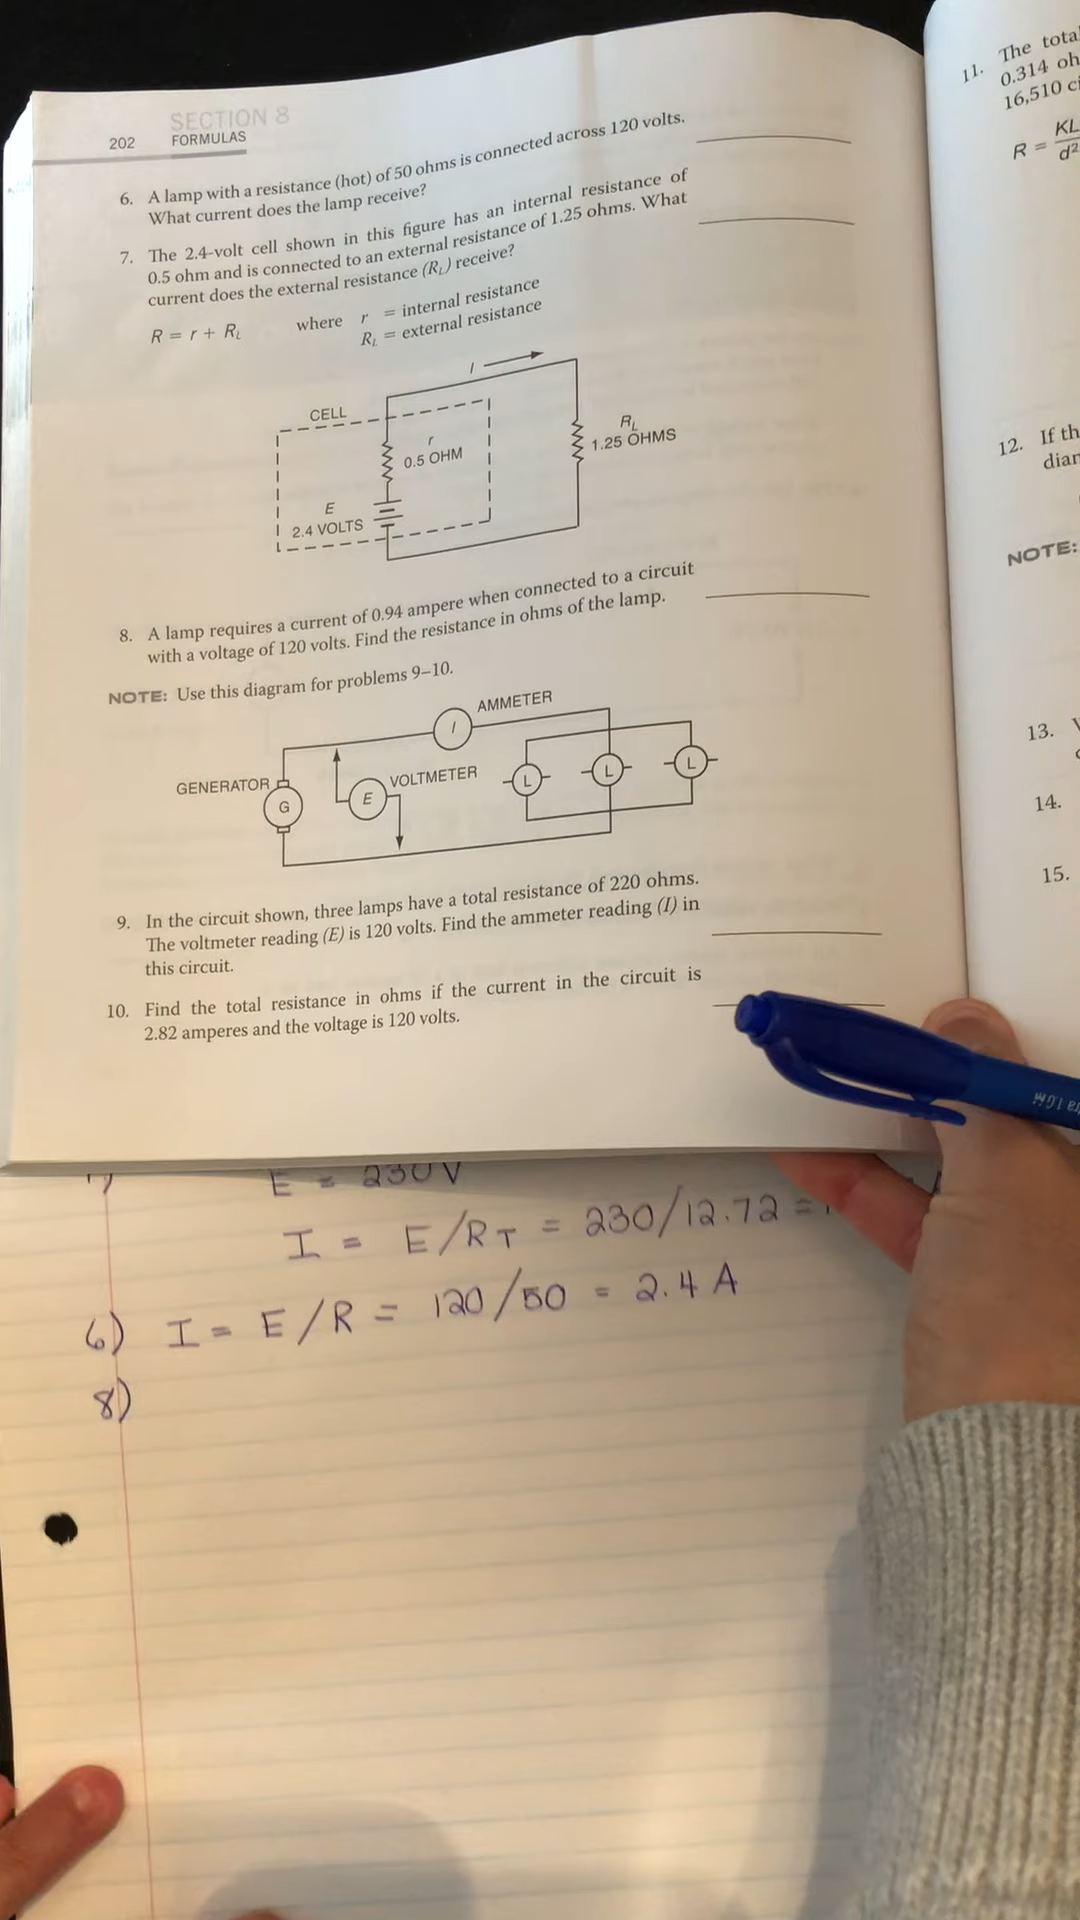 SECTION 8
202 FORMULAS
6. A lamp with a resistance (hot) of 50 ohms is connected across 120 volts.
What current does the lamp receive?
7. The 2.4-volt cell shown in this figure has an internal resistance of
0.5 ohm and is connected to an external resistance of 1.25 ohms. What
current does the external resistance (R_L) receive?
R = r + R_L where r = internal resistance
R_L = external resistance
I
CELL
r
0.5 OHM
R_L
1.25 OHMS
E
2.4 VOLTS
8. A lamp requires a current of 0.94 ampere when connected to a circuit
with a voltage of 120 volts. Find the resistance in ohms of the lamp.
NOTE: Use this diagram for problems 9–10.
AMMETER
I
GENERATOR
G
VOLTMETER
E
L L L
9. In the circuit shown, three lamps have a total resistance of 220 ohms.
The voltmeter reading (E) is 120 volts. Find the ammeter reading (I) in
this circuit.
10. Find the total resistance in ohms if the current in the circuit is
2.82 amperes and the voltage is 120 volts.
11. The
0.314
16,510
R = KL
d²
12. If
NOTE:
13.
14.
15.
E = 230V
I = E/RT = 230/12.72 =
6) I = E/R = 120/50 = 2.4 A
8)